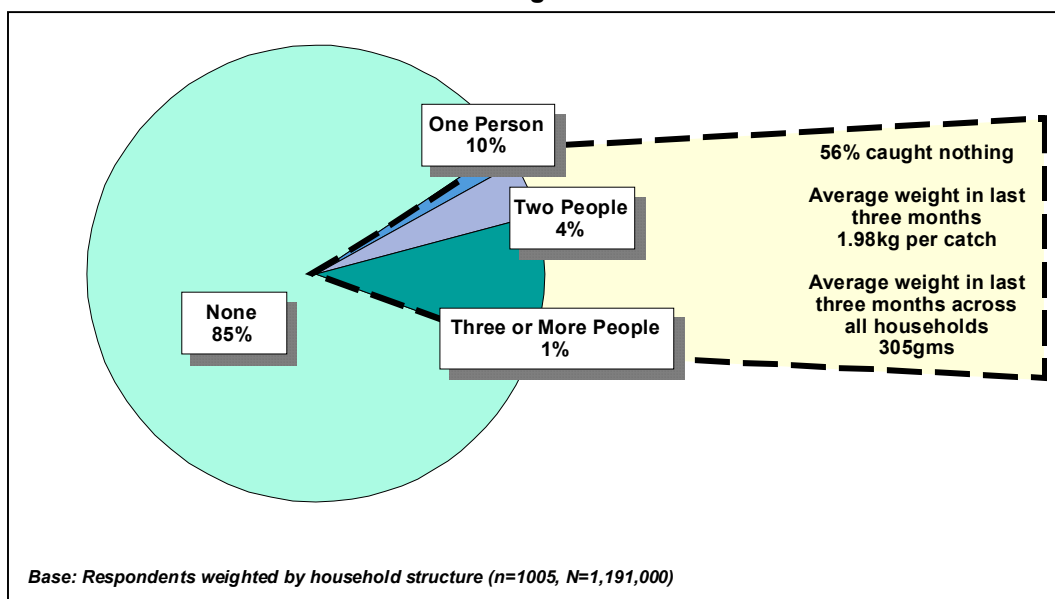 One Person
10%
Two People
4%
None
85%
Three or More People
1%
56% caught nothing
Average weight in last
three months
1.98kg per catch
Average weight in last
three months across
all households
305gms
Base: Respondents weighted by household structure (n=1005, N=1,191,000)